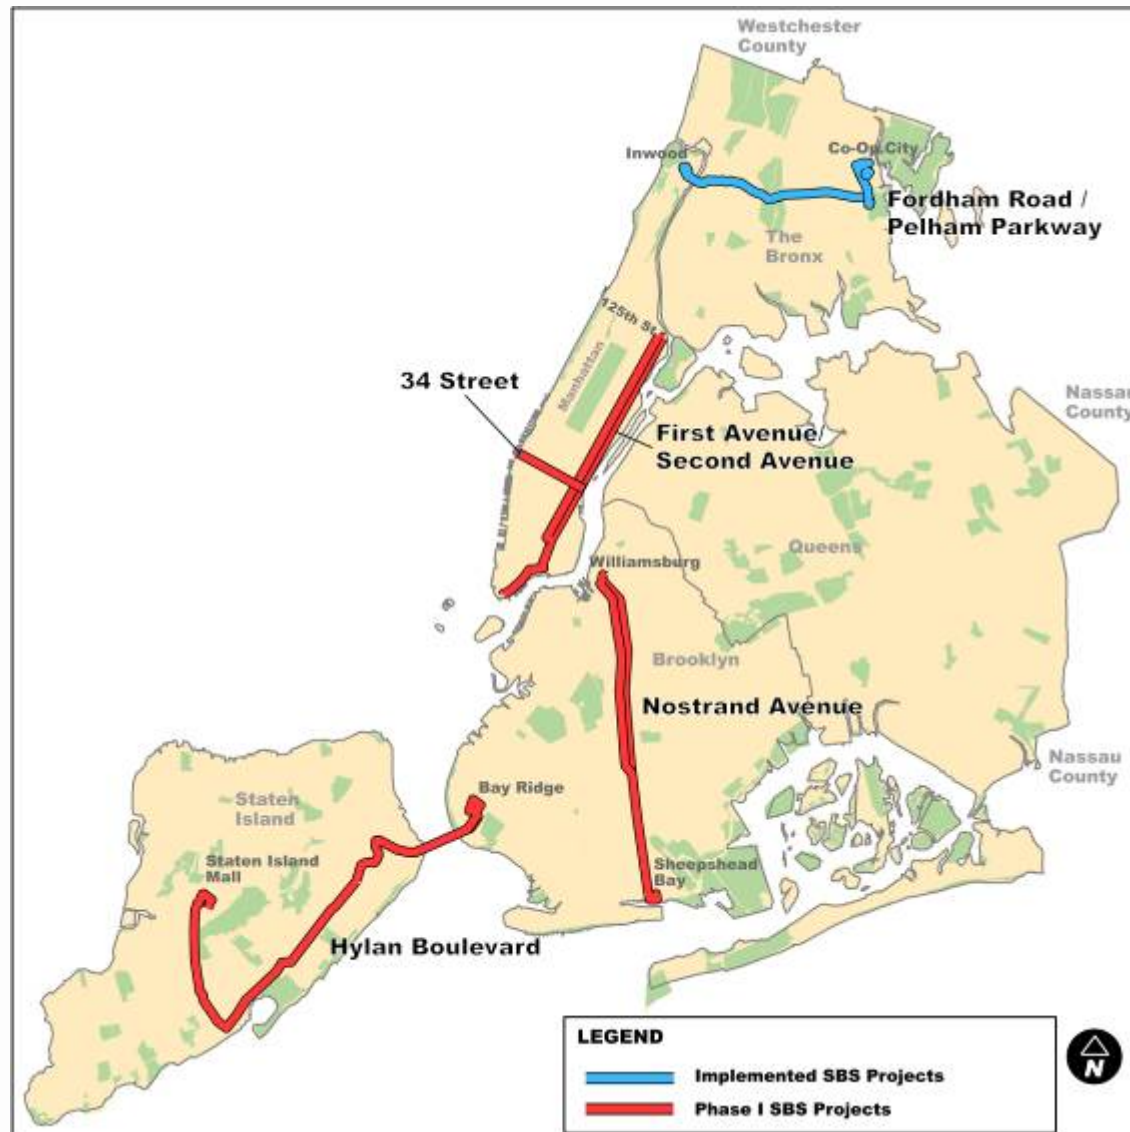 Westchester
County
Inwood
Co-Op City
Fordham Road /
Pelham Parkway
The
Bronx
125th St
Manhattan
34 Street
Nassau
County
First Avenue/
Second Avenue
Queens
Williamsburg
Brooklyn
Nostrand Avenue
Nassau
County
Bay Ridge
Staten
Island
Staten Island
Mall
Sheepshead
Bay
Hylan Boulevard
LEGEND
Implemented SBS Projects
Phase I SBS Projects
N